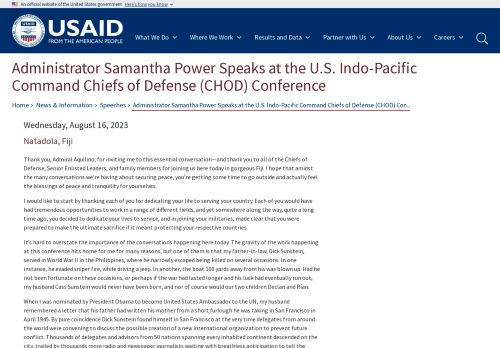 An official website of the United States government Here's how you know
USAID
FROM THE AMERICAN PEOPLE
What We Do Where We Work Results and Data Partner with Us About Us Careers
Administrator Samantha Power Speaks at the U.S. Indo-Pacific
Command Chiefs of Defense (CHOD) Conference
Home › News & Information › Speeches › Administrator Samantha Power Speaks at the U.S. Indo-Pacific Command Chiefs of Defense (CHOD) Con...
Wednesday, August 16, 2023
Natadola, Fiji
Thank you, Admiral Aquilino, for inviting me to this essential conversation—and thank you to all of the Chiefs of
Defense, Senior Enlisted Leaders, and family members for joining us here today in gorgeous Fiji. I hope that amidst
the many conversations we're having about securing peace, you're getting some time to go outside and actually feel
the blessings of peace and tranquility for yourselves.
I would like to start by thanking each of you for dedicating your life to serving your country. Each of you would have
had tremendous opportunities to work in a range of different fields, and yet somewhere along the way, quite a long
time ago, you decided to dedicate your lives to service, and in joining your militaries, made clear that you were
prepared to make the ultimate sacrifice if it meant protecting your respective countries.
It's hard to overstate the importance of the conversations happening here today. The gravity of the work happening
at this conference hits home for me for many reasons, but one of them is that my father-in-law, Dick Sunstein,
served in World War II in the Philippines, where he narrowly escaped being killed on several occasions. In one
instance, he evaded sniper fire, while driving a jeep. In another, the boat 100 yards away from his was blown up. Had he
not been fortunate on these occasions, or perhaps if the war had lasted longer and his luck had eventually run out,
my husband Cass Sunstein would never have been born, and nor of course would our two children Declan and Rían.
When I was nominated by President Obama to become United States Ambassador to the UN, my husband
remembered a letter that his father had written his mother from a short furlough he was taking in San Francisco in
April 1945. By pure coincidence Dick Sunstein found himself in San Francisco at the very time delegates from around
the world were convening to discuss the possible creation of a new international organization to prevent future
conflict. Thousands of delegates and advisors from 50 nations spanning every inhabited continent descended on the
city, trailed by thousands more radio and newspaper journalists waiting with breathless anticipation to tell the